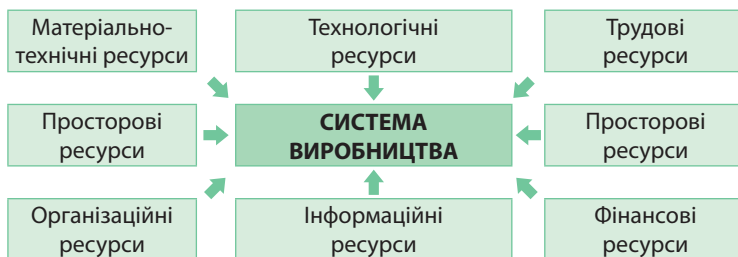 Матеріально-
технічні ресурси
Технологічні
ресурси
Трудові
ресурси
Просторові
ресурси
СИСТЕМА
ВИРОБНИЦТВА
Просторові
ресурси
Організаційні
ресурси
Інформаційні
ресурси
Фінансові
ресурси